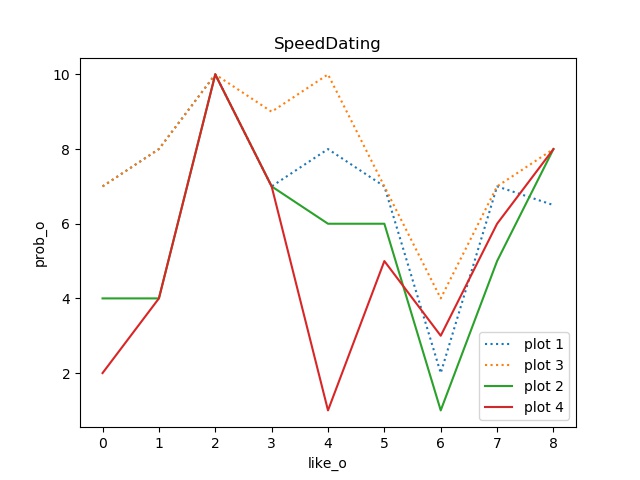 SpeedDating
prob_o
10
8
6
4
2
0 1 2 3 4 5 6 7 8
like_o
plot 1
plot 3
plot 2
plot 4